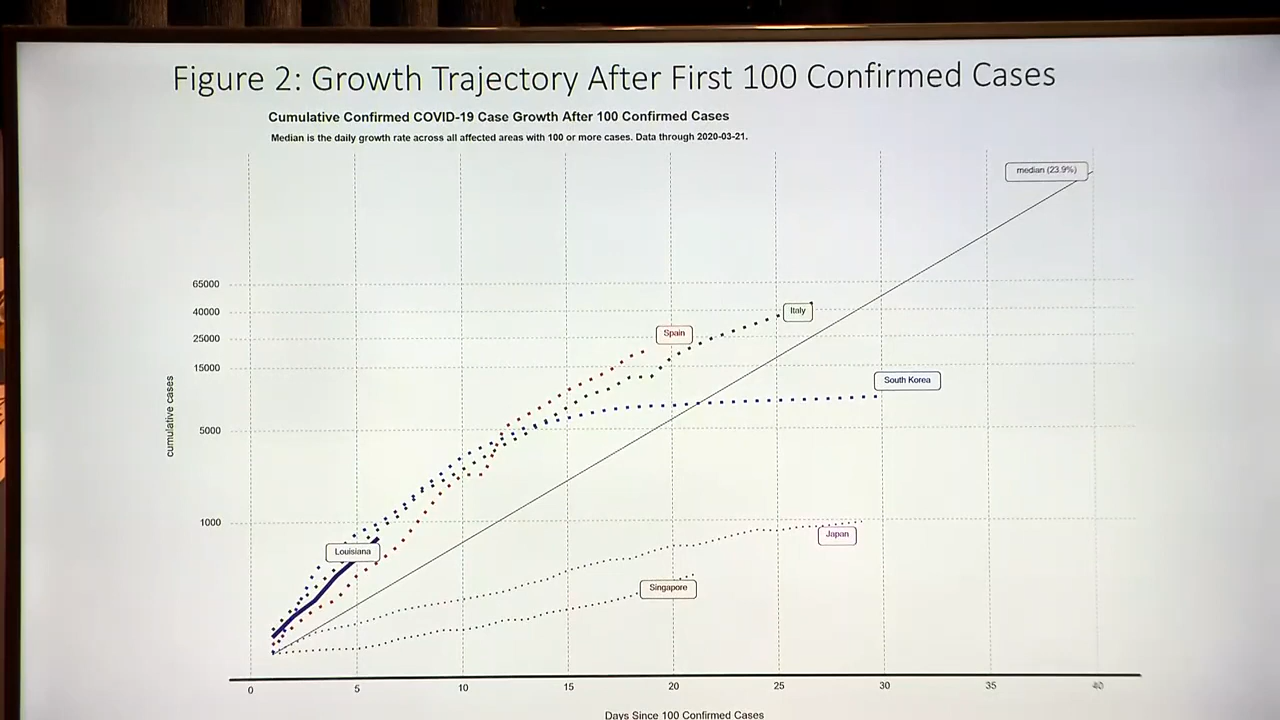 Figure 2: Growth Trajectory After First 100 Confirmed Cases
Cumulative Confirmed COVID-19 Case Growth After 100 Confirmed Cases
Median is the daily growth rate across all affected areas with 100 or more cases. Data through 2020-03-21.
median (23.9%)
65000
40000
Italy
25000
Spain
15000
South Korea
cumulative cases
5000
1000
Japan
Louisiana
Singapore
0
5
10
15
20
25
30
35
40
Days Since 100 Confirmed Cases